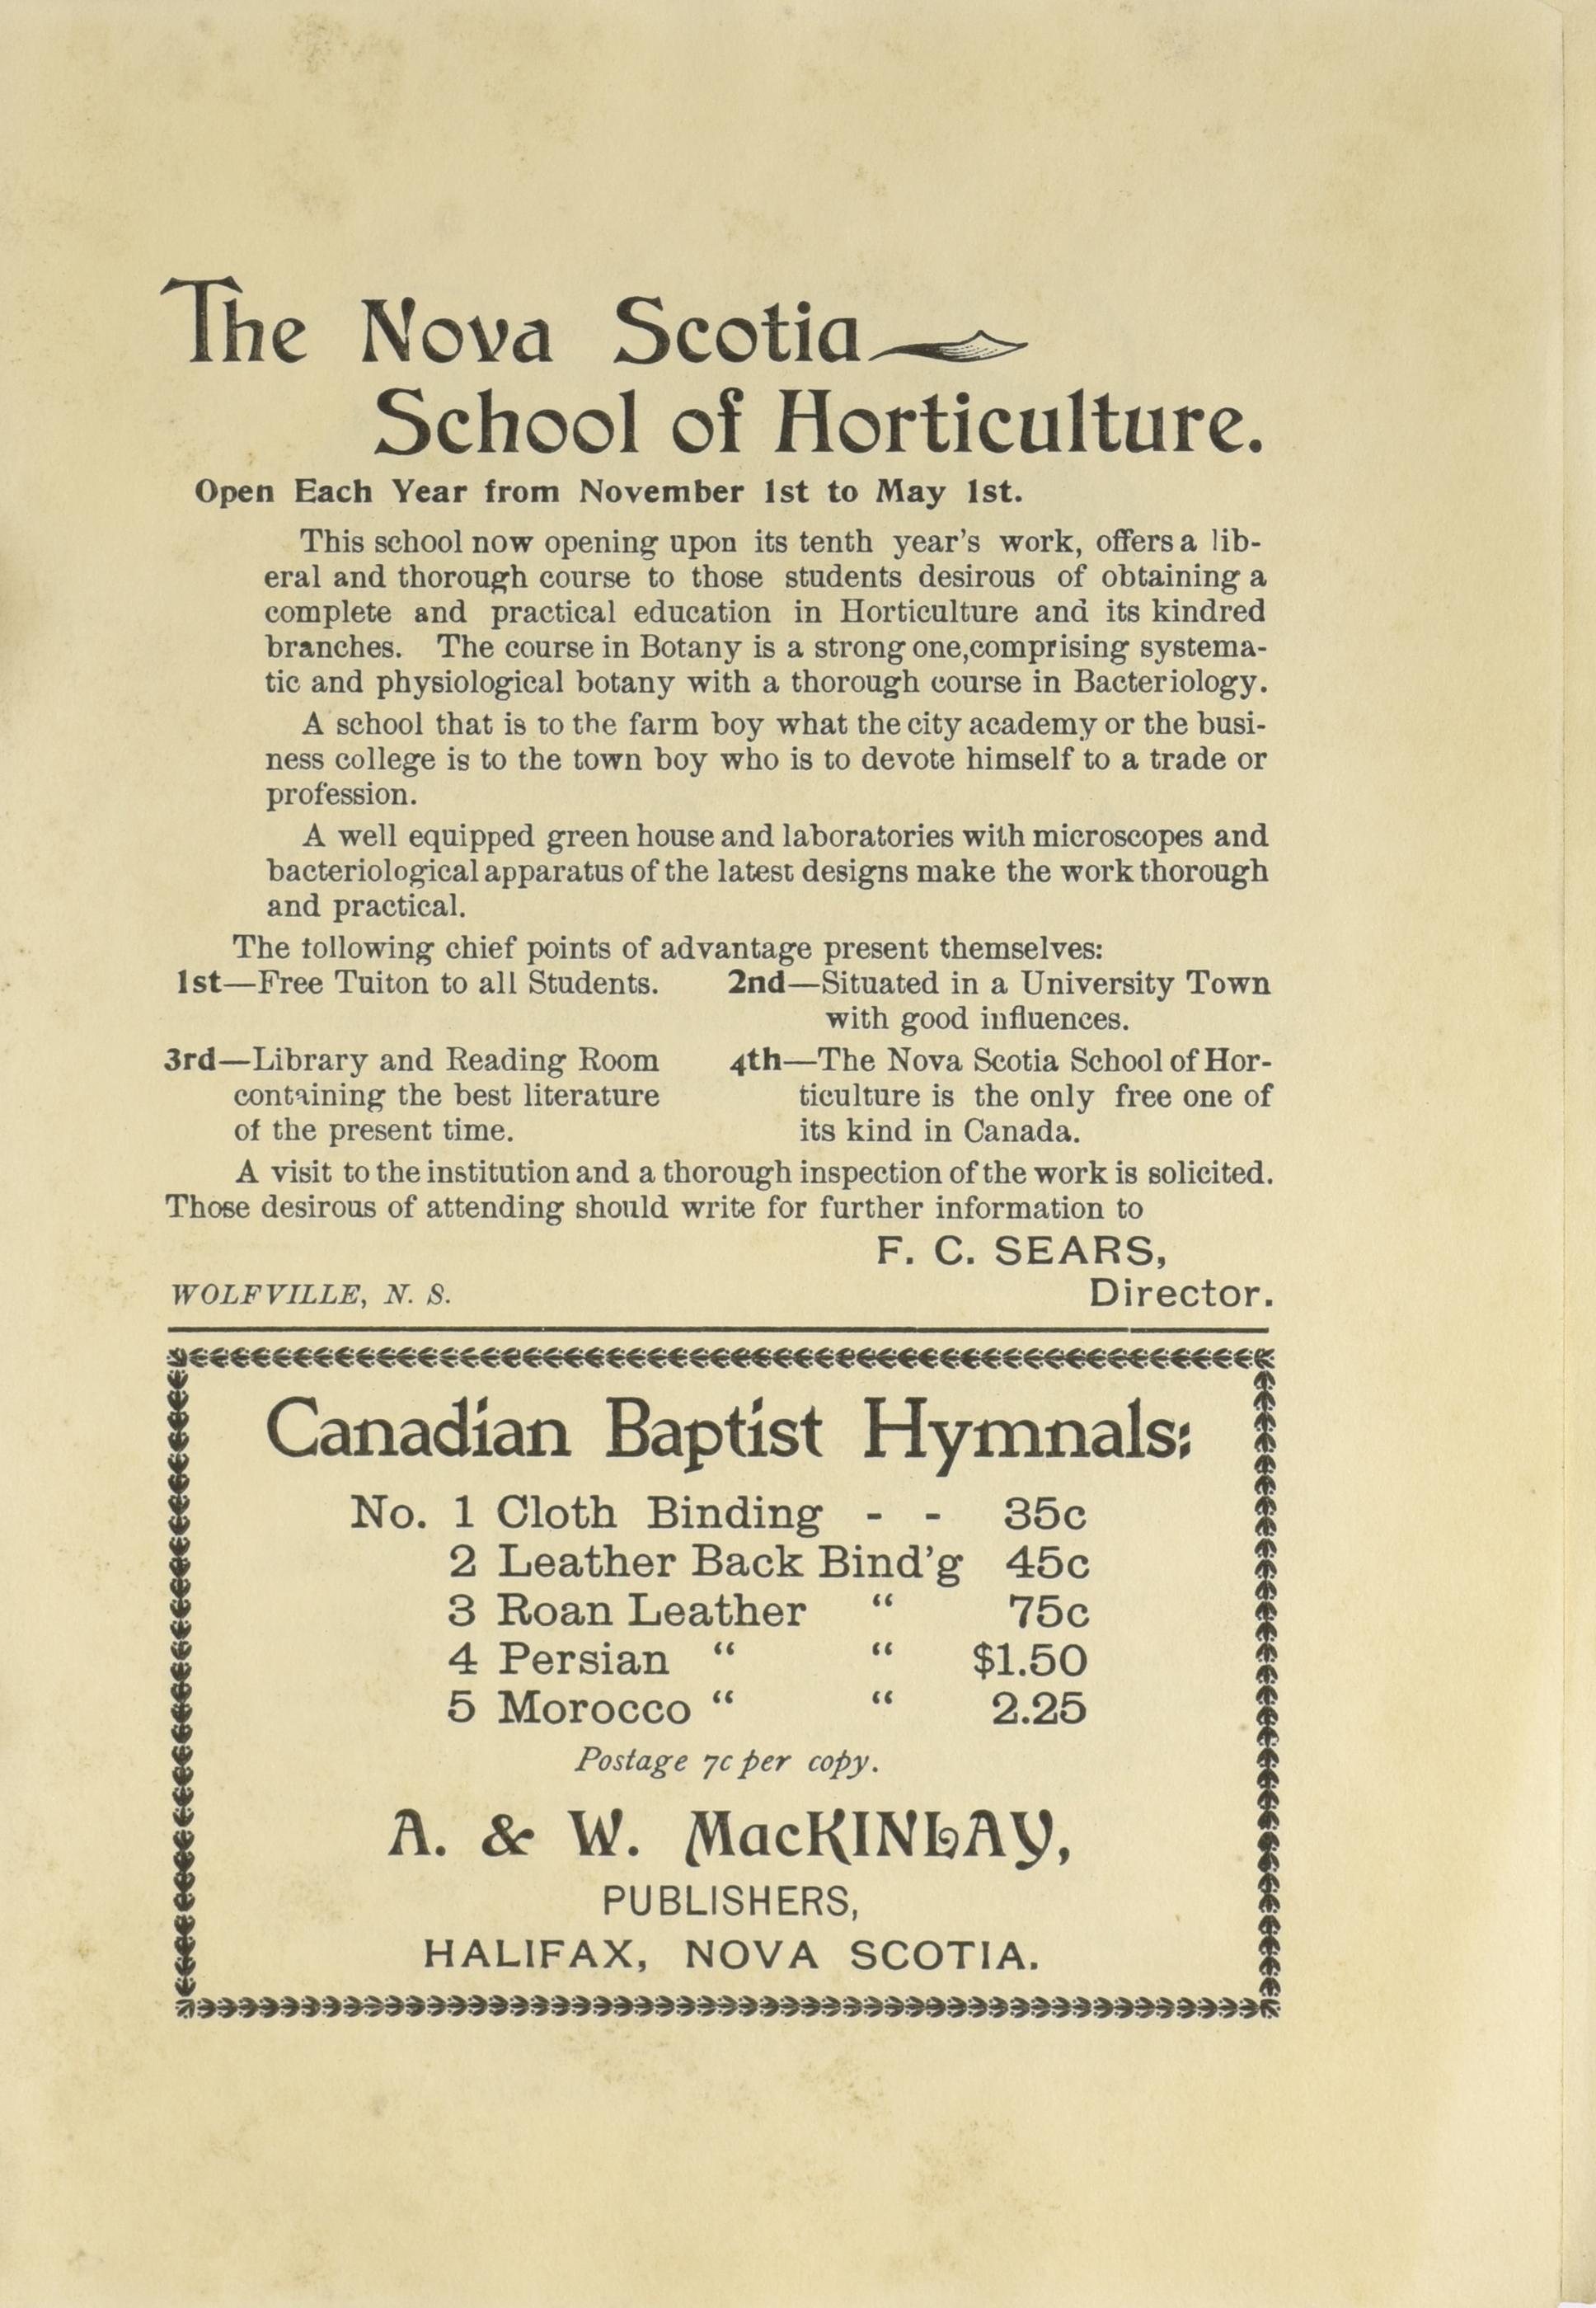 The Nova Scotia
School of Horticulture.
Open Each Year from November 1st to May 1st.
This school now opening upon its tenth year's work, offers a lib-
eral and thorough course to those students desirous of obtaining a
complete and practical education in Horticulture and its kindred
branches. The course in Botany is a strong one,comprising systema-
tic and physiological botany with a thorough course in Bacteriology.
A school that is to the farm boy what the city academy or the busi-
ness college is to the town boy who is to devote himself to a trade or
profession.
A well equipped green house and laboratories with microscopes and
bacteriological apparatus of the latest designs make the work thorough
and practical.
The following chief points of advantage present themselves:
1st—Free Tuiton to all Students. 2nd—Situated in a University Town
with good influences.
3rd—Library and Reading Room 4th—The Nova Scotia School of Hor-
containing the best literature ticulture is the only free one of
of the present time. its kind in Canada.
A visit to the institution and a thorough inspection of the work is solicited.
Those desirous of attending should write for further information to
F. C. SEARS,
WOLFVILLE, N. S. Director.
Canadian Baptist Hymnals:
No. 1 Cloth Binding - - 35c
2 Leather Back Bind'g 45c
3 Roan Leather “ 75c
4 Persian “ “ $1.50
5 Morocco “ “ 2.25
Postage 7c per copy.
A. & W. MacKINLAY,
PUBLISHERS,
HALIFAX, NOVA SCOTIA.